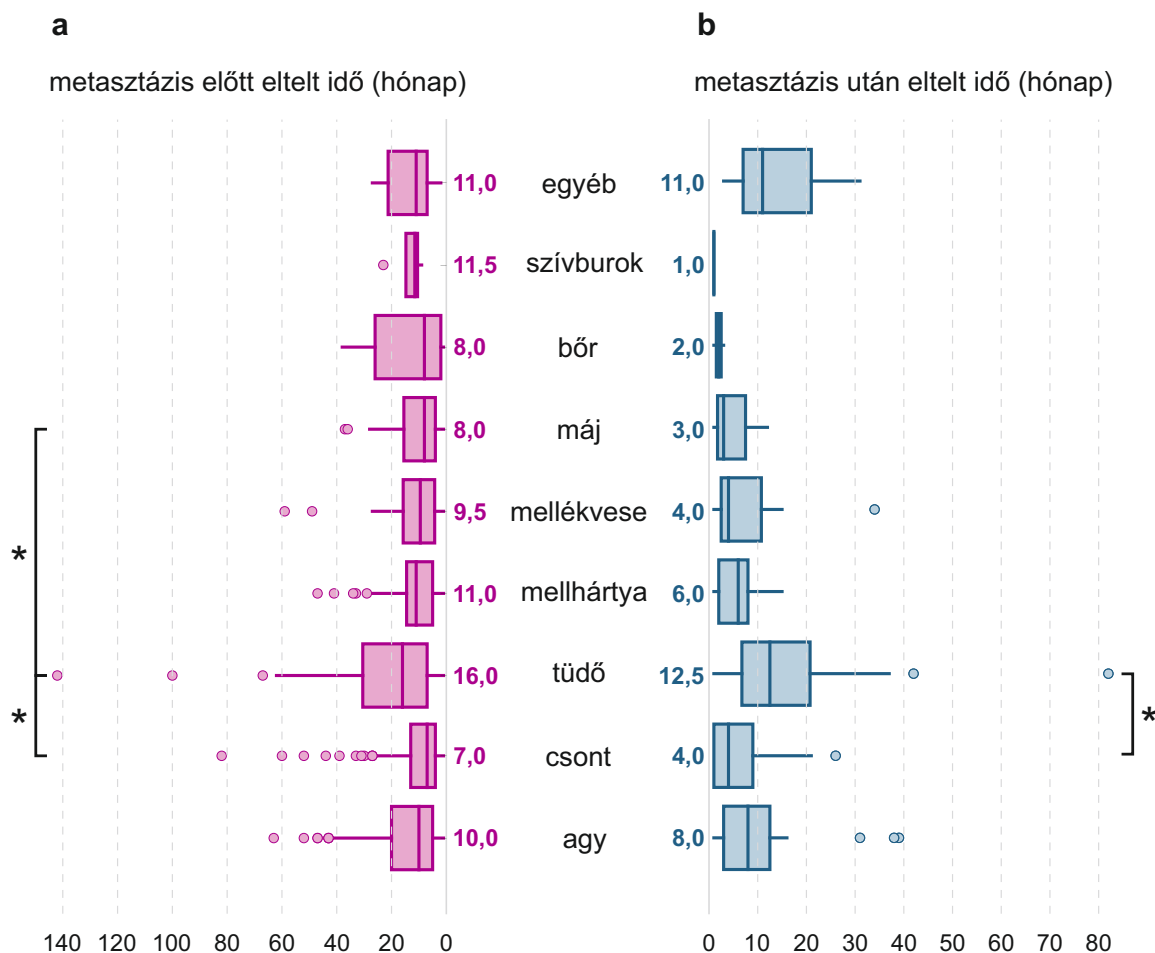 a
b
metasztázis előtt eltelt idő (hónap)
metasztázis után eltelt idő (hónap)
11,0 egyéb 11,0
11,5 szívburok 1,0
8,0 bőr 2,0
8,0 máj 3,0
9,5 mellékvese 4,0
*
11,0 mellhártya 6,0
16,0 tüdő 12,5
* *
7,0 csont 4,0
10,0 agy 8,0
140 120 100 80 60 40 20 0
0 10 20 30 40 50 60 70 80